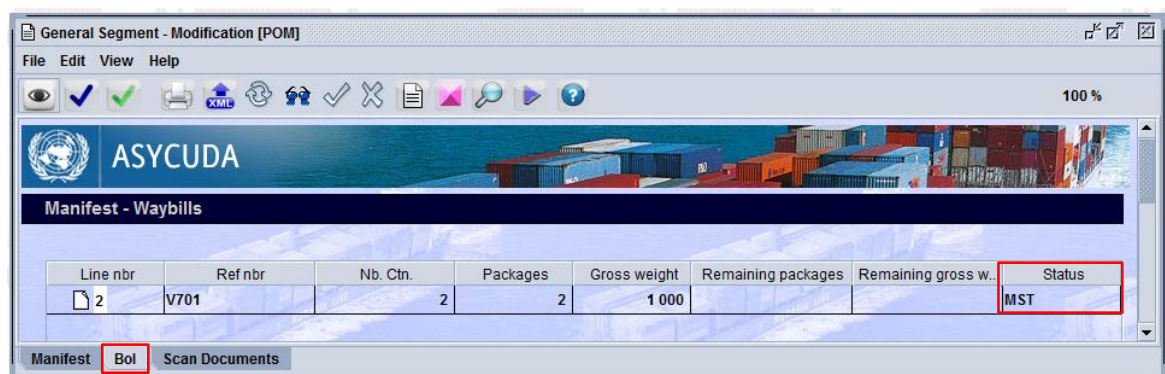 General Segment - Modification [POM]
File Edit View Help
XML 100 %
ASYCUDA
Manifest - Waybills
Line nbr Ref nbr Nb. Ctn. Packages Gross weight Remaining packages Remaining gross w... Status
2 V701 2 2 1 000 MST
Manifest Bol Scan Documents